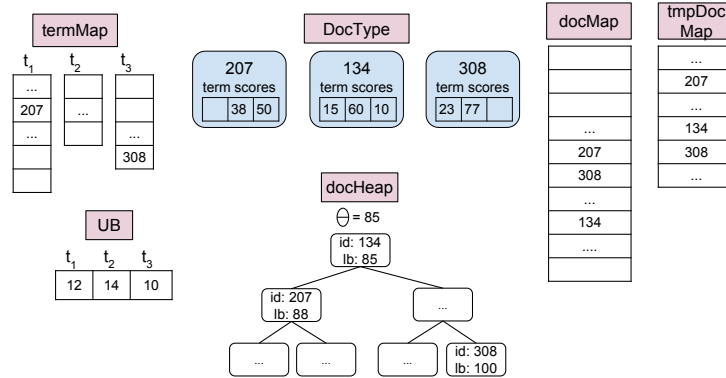 termMap
t1 t2 t3
...
207
...
...
...
308
UB
t1 t2 t3
12 14 10
DocType
207
term scores
38 50
134
term scores
15 60 10
308
term scores
23 77
docHeap
θ = 85
id: 134
lb: 85
id: 207
lb: 88
...
...
...
...
id: 308
lb: 100
docMap
...
207
308
...
134
....
tmpDoc
Map
...
207
...
134
308
...